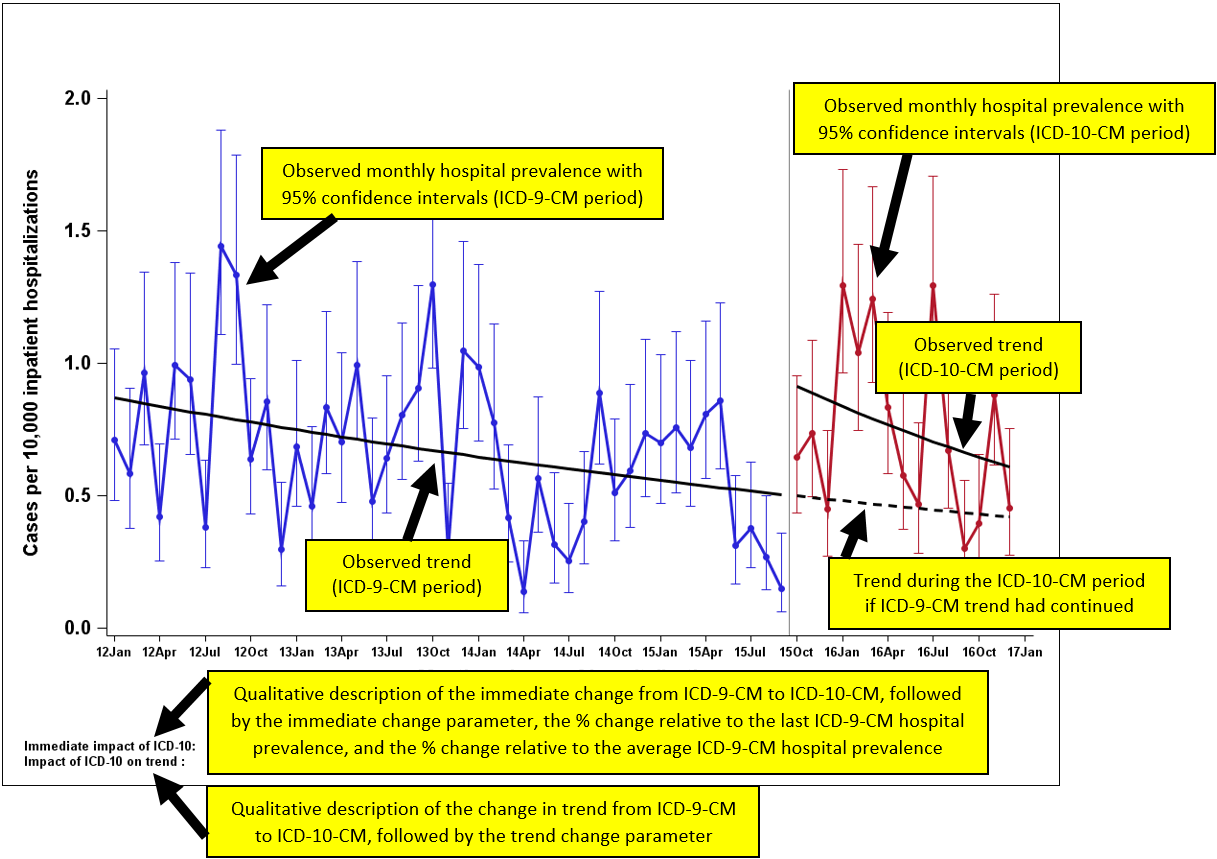 Observed monthly hospital prevalence with
95% confidence intervals (ICD-10-CM period)
Observed monthly hospital prevalence with
95% confidence intervals (ICD-9-CM period)
Observed trend
(ICD-10-CM period)
Observed trend
(ICD-9-CM period)
Trend during the ICD-10-CM period
if ICD-9-CM trend had continued
Cases per 10,000 inpatient hospitalizations
2.0
1.5
1.0
0.5
0.0
12Jan 12Apr 12Jul 12Oct 13Jan 13Apr 13Jul 13Oct 14Jan 14Apr 14Jul 14Oct 15Jan 15Apr 15Jul 15Oct 16Jan 16Apr 16Jul 16Oct 17Jan
Qualitative description of the immediate change from ICD-9-CM to ICD-10-CM, followed
by the immediate change parameter, the % change relative to the last ICD-9-CM hospital
prevalence, and the % change relative to the average ICD-9-CM hospital prevalence
Immediate impact of ICD-10:
Impact of ICD-10 on trend :
Qualitative description of the change in trend from ICD-9-CM
to ICD-10-CM, followed by the trend change parameter